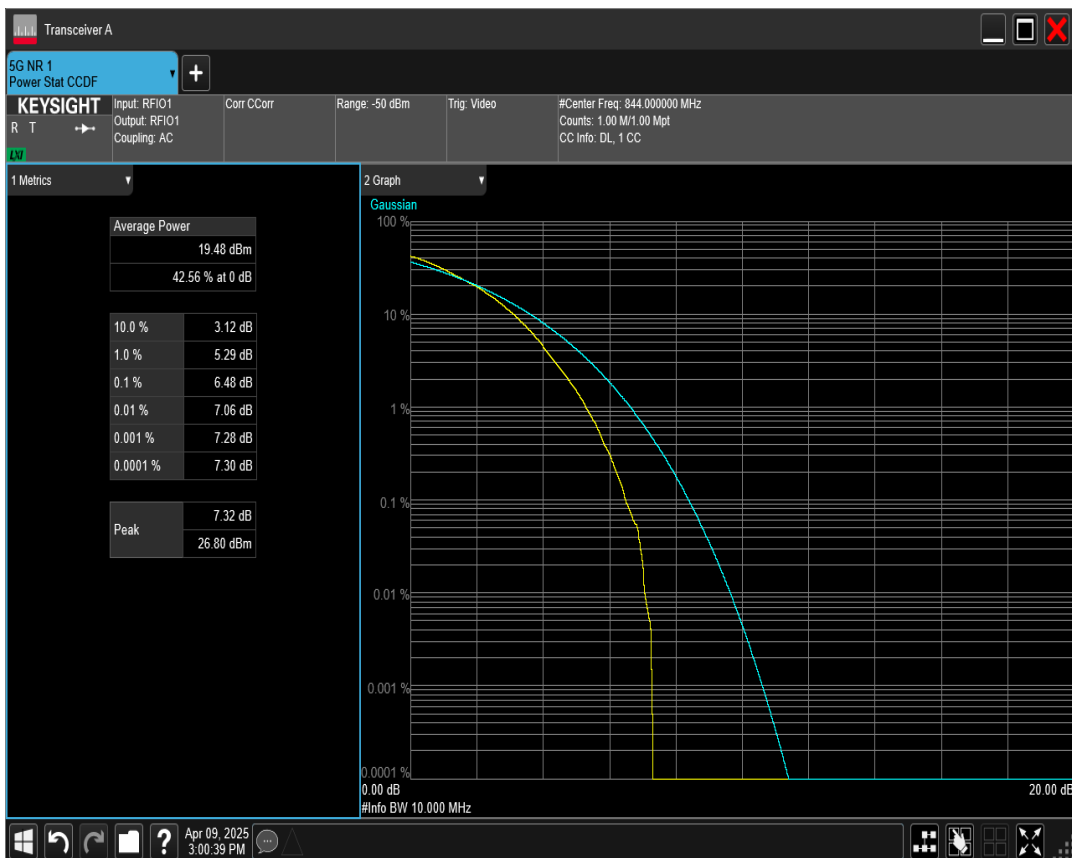 Transceiver A
5G NR 1
Power Stat CCDF
+
KEYSIGHT
R T
LXI
Input: RFIO1
Output: RFIO1
Coupling: AC
Corr CCorr
Range: -50 dBm
Trig: Video
#Center Freq: 844.000000 MHz
Counts: 1.00 M/1.00 Mpt
CC Info: DL, 1 CC
1 Metrics
Average Power
19.48 dBm
42.56 % at 0 dB
10.0 % 3.12 dB
1.0 % 5.29 dB
0.1 % 6.48 dB
0.01 % 7.06 dB
0.001 % 7.28 dB
0.0001 % 7.30 dB
Peak
7.32 dB
26.80 dBm
2 Graph
Gaussian
100 %
10 %
1 %
0.1 %
0.01 %
0.001 %
0.0001 %
0.00 dB 20.00 dB
#Info BW 10.000 MHz
?
Apr 09, 2025
3:00:39 PM